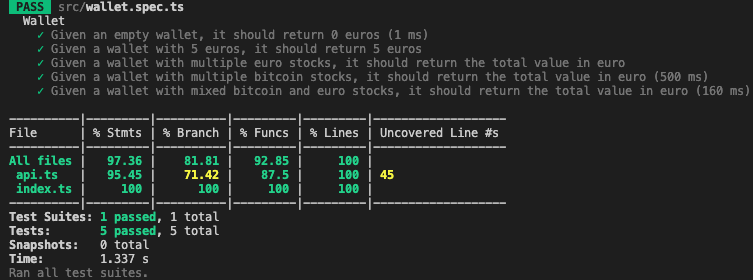 PASS src/wallet.spec.ts
Wallet
✓ Given an empty wallet, it should return 0 euros (1 ms)
✓ Given a wallet with 5 euros, it should return 5 euros
✓ Given a wallet with multiple euro stocks, it should return the total value in euro
✓ Given a wallet with multiple bitcoin stocks, it should return the total value in euro (500 ms)
✓ Given a wallet with mixed bitcoin and euro stocks, it should return the total value in euro (160 ms)
----------|---------|----------|---------|---------|-------------------
File | % Stmts | % Branch | % Funcs | % Lines | Uncovered Line #s
----------|---------|----------|---------|---------|-------------------
All files | 97.36 | 81.81 | 92.85 | 100 |
api.ts | 95.45 | 71.42 | 87.5 | 100 | 45
index.ts | 100 | 100 | 100 | 100 |
----------|---------|----------|---------|---------|-------------------
Test Suites: 1 passed, 1 total
Tests: 5 passed, 5 total
Snapshots: 0 total
Time: 1.337 s
Ran all test suites.